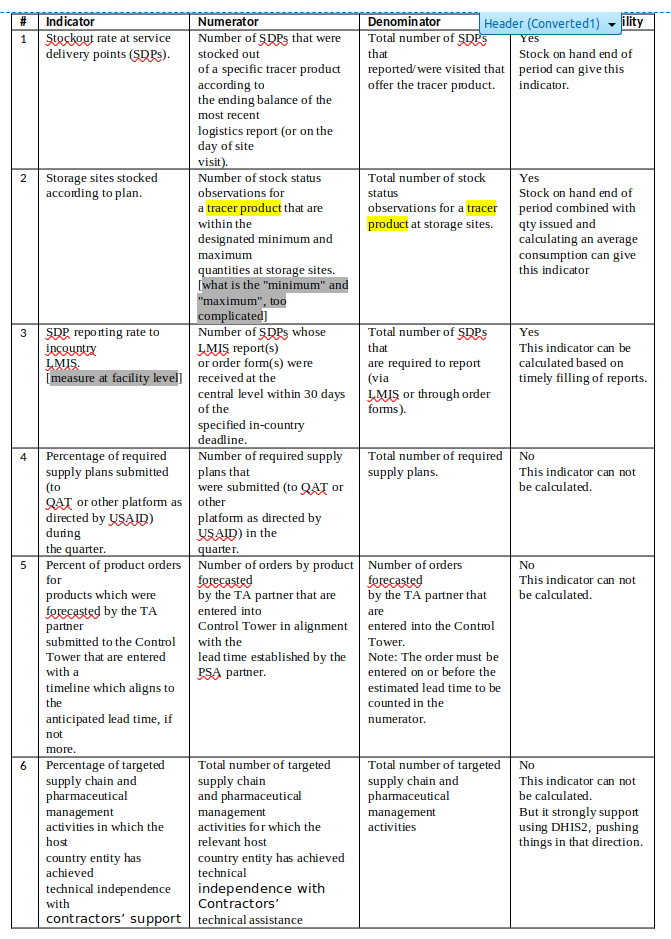 # Indicator Numerator Denominator ility
Header (Converted1)
1
Stockout rate at service
delivery points (SDPs).
Number of SDPs that were
stocked out
of a specific tracer product
according to
the ending balance of the
most recent
logistics report (or on the
day of site
visit).
Total number of SDPs
that
reported/were visited that
offer the tracer product.
Yes
Stock on hand end of
period can give this
indicator.
2
Storage sites stocked
according to plan.
Number of stock status
observations for
a tracer product that are
within the
designated minimum and
maximum
quantities at storage sites.
[what is the "minimum" and
"maximum", too
complicated]
Total number of stock
status
observations for a tracer
product at storage sites.
Yes
Stock on hand end of
period combined with
qty issued and
calculating an average
consumption can give
this indicator
3
SDP reporting rate to
incountry
LMIS.
[measure at facility level]
Number of SDPs whose
LMIS report(s)
or order form(s) were
received at the
central level within 30 days
of the
specified in-country
deadline.
Total number of SDPs
that
are required to report
(via
LMIS or through order
forms).
Yes
This indicator can be
calculated based on
timely filling of reports.
4
Percentage of required
supply plans submitted
(to
QAT or other platform as
directed by USAID)
during
the quarter.
Number of required supply
plans that
were submitted (to QAT or
other
platform as directed by
USAID) in the
quarter.
Total number of required
supply plans.
No
This indicator can not
be calculated.
5
Percent of product orders
for
products which were
forecasted by the TA
partner
submitted to the Control
Tower that are entered
with a
timeline which aligns to
the
anticipated lead time, if
not
more.
Number of orders by product
forecasted
by the TA partner that are
entered into
Control Tower in alignment
with the
lead time established by the
PSA partner.
Number of orders
forecasted
by the TA partner that
are
entered into the Control
Tower.
Note: The order must be
entered on or before the
estimated lead time to be
counted in the
numerator.
No
This indicator can not
be calculated.
6
Percentage of targeted
supply chain and
pharmaceutical
management
activities in which the
host
country entity has
achieved
technical independence
with
contractors’ support
Total number of targeted
supply chain
and pharmaceutical
management
activities for which the
relevant host
country entity has achieved
technical
independence with
Contractors’
technical assistance
Total number of targeted
supply chain and
pharmaceutical
management
activities
No
This indicator can not
be calculated.
But it strongly support
using DHIS2, pushing
things in that direction.